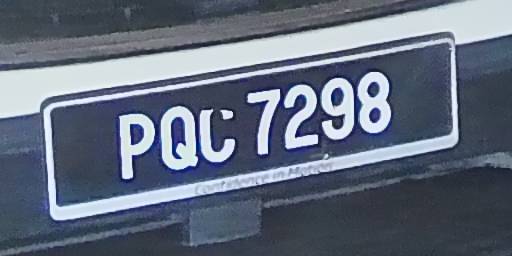 PQC 7298
Confidence in Motion